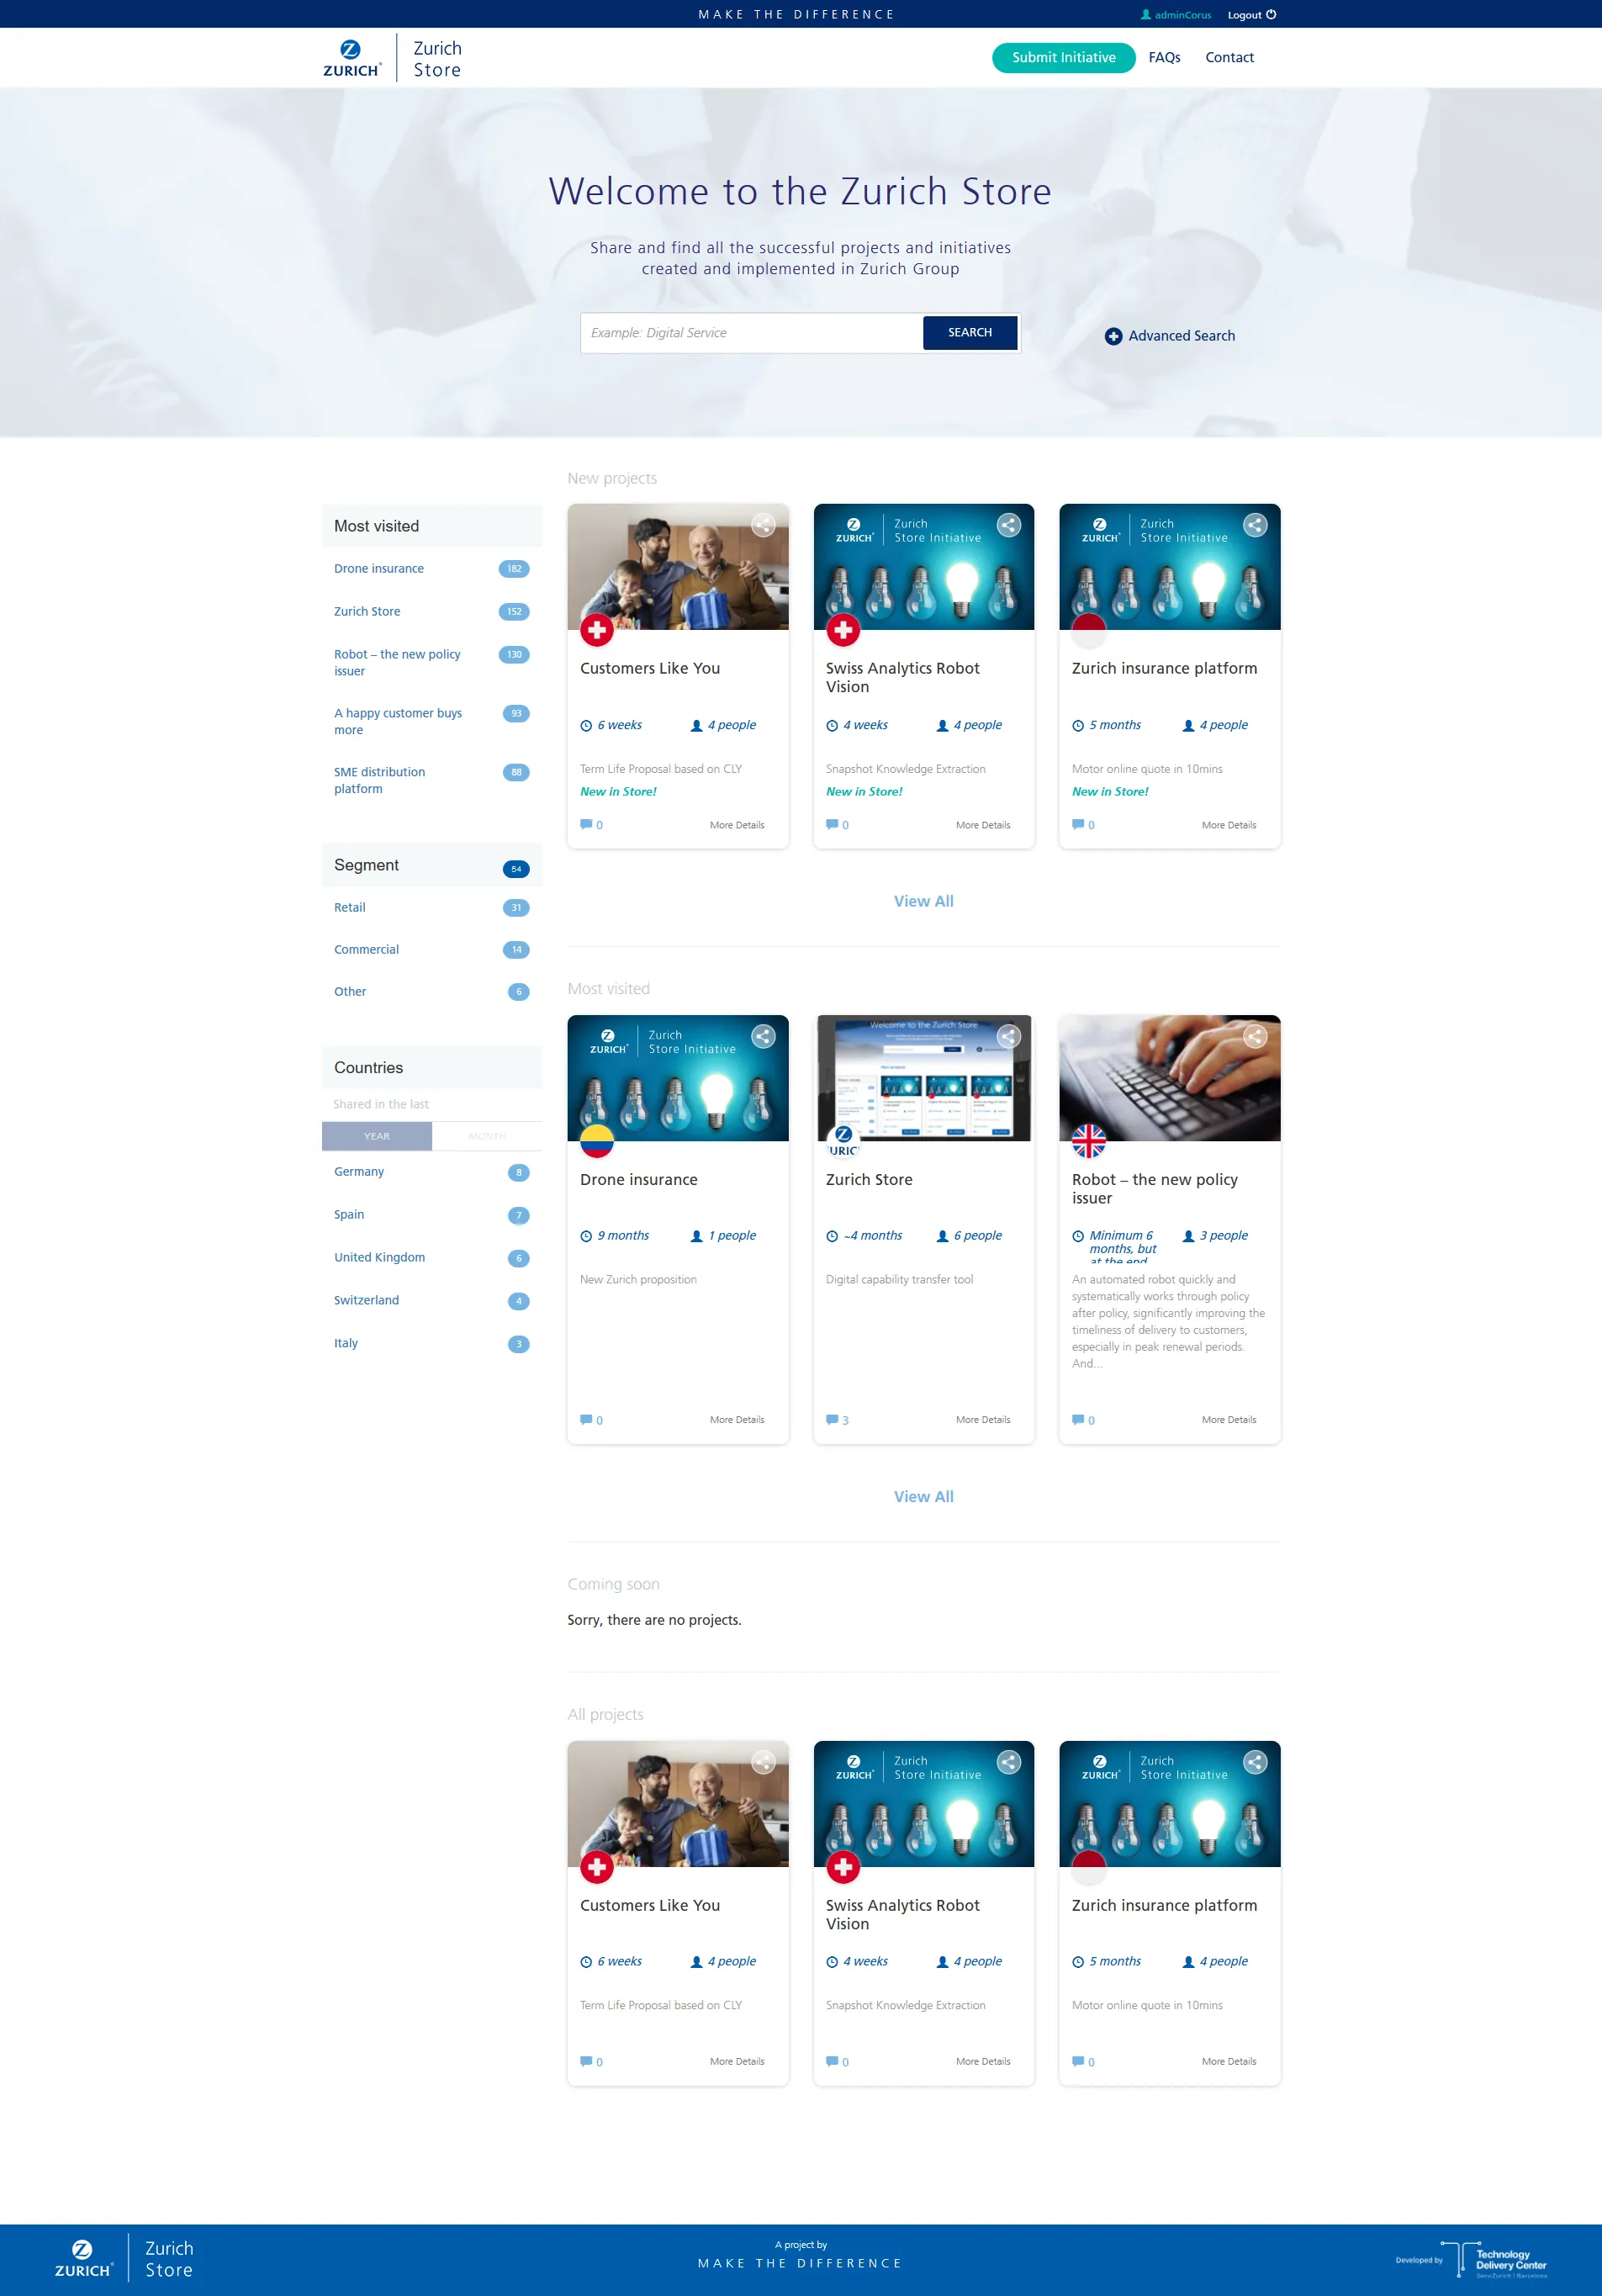 MAKE THE DIFFERENCE
adminCorus
Logout
ZURICH
Zurich
Store
Submit Initiative
FAQs
Contact
Welcome to the Zurich Store
Share and find all the successful projects and initiatives
created and implemented in Zurich Group
Example: Digital Service
SEARCH
Advanced Search
Most visited
Drone insurance
182
Zurich Store
152
Robot – the new policy
issuer
130
A happy customer buys
more
93
SME distribution
platform
88
Segment
54
Retail
31
Commercial
14
Other
6
Countries
Shared in the last
YEAR
MONTH
Germany
8
Spain
7
United Kingdom
6
Switzerland
4
Italy
3
New projects
Customers Like You
6 weeks
4 people
Term Life Proposal based on CLY
New in Store!
0
More Details
ZURICH
Zurich
Store Initiative
Swiss Analytics Robot
Vision
4 weeks
4 people
Snapshot Knowledge Extraction
New in Store!
0
More Details
ZURICH
Zurich
Store Initiative
Zurich insurance platform
5 months
4 people
Motor online quote in 10mins
New in Store!
0
More Details
View All
Most visited
ZURICH
Zurich
Store Initiative
Drone insurance
9 months
1 people
New Zurich proposition
0
More Details
Welcome to the Zurich Store
URIC
Zurich Store
~4 months
6 people
Digital capability transfer tool
3
More Details
Robot – the new policy
issuer
Minimum 6
months, but
at the end
3 people
An automated robot quickly and
systematically works through policy
after policy, significantly improving the
timeliness of delivery to customers,
especially in peak renewal periods.
And...
0
More Details
View All
Coming soon
Sorry, there are no projects.
All projects
Customers Like You
6 weeks
4 people
Term Life Proposal based on CLY
0
More Details
ZURICH
Zurich
Store Initiative
Swiss Analytics Robot
Vision
4 weeks
4 people
Snapshot Knowledge Extraction
0
More Details
ZURICH
Zurich
Store Initiative
Zurich insurance platform
5 months
4 people
Motor online quote in 10mins
0
More Details
ZURICH
Zurich
Store
A project by
MAKE THE DIFFERENCE
Developed by
Technology
Delivery Center
ServiZurich | Barcelona